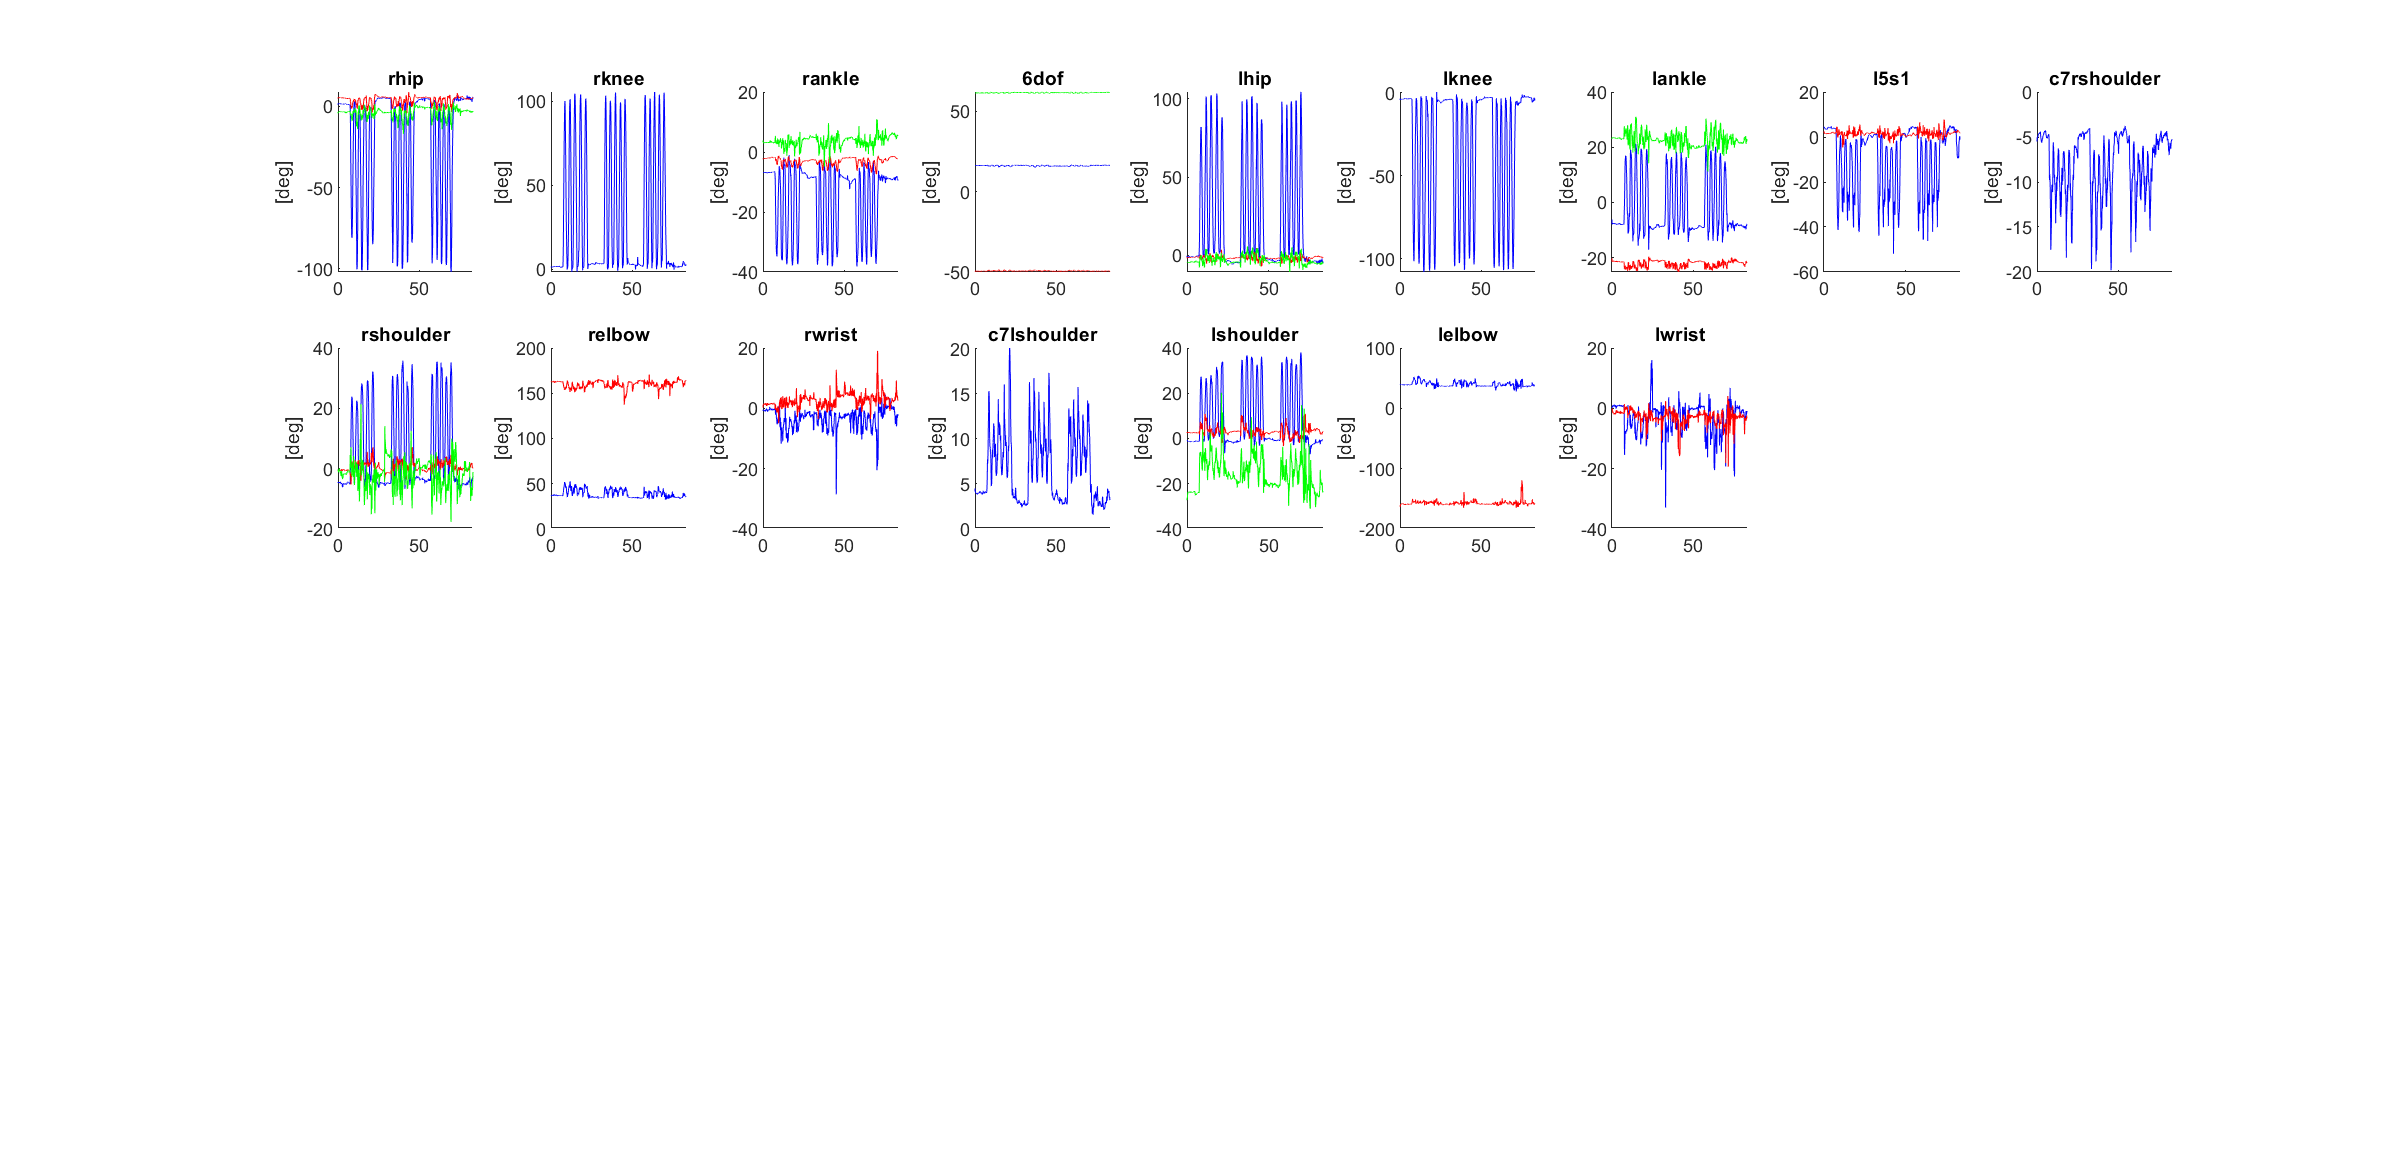 rhip rknee rankle 6dof lhip lknee lankle l5s1 c7rshoulder
[deg] 0 -50 -100 0 50
[deg] 100 50 0 0 50
[deg] 20 0 -20 -40 0 50
[deg] 50 0 -50 0 50
[deg] 100 50 0 0 50
[deg] 0 -50 -100 0 50
[deg] 40 20 0 -20 0 50
[deg] 20 0 -20 -40 -60 0 50
[deg] 0 -5 -10 -15 -20 0 50
rshoulder relbow rwrist c7lshoulder lshoulder lelbow lwrist
[deg] 40 20 0 -20 0 50
[deg] 200 150 100 50 0 0 50
[deg] 20 0 -20 -40 0 50
[deg] 20 15 10 5 0 0 50
[deg] 40 20 0 -20 -40 0 50
[deg] 100 0 -100 -200 0 50
[deg] 20 0 -20 -40 0 50